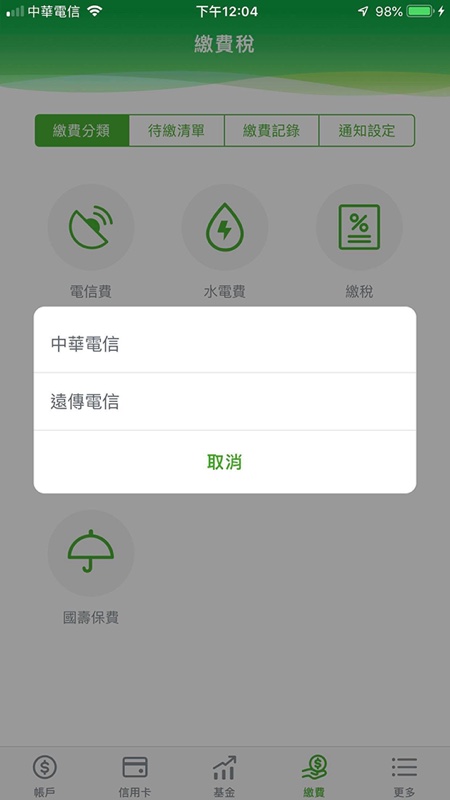 中華電信 下午12:04 98%
繳費稅
繳費分類 待繳清單 繳費記錄 通知設定
電信費 水電費 繳稅
中華電信
遠傳電信
取消
國壽保費
帳戶 信用卡 基金 繳費 更多